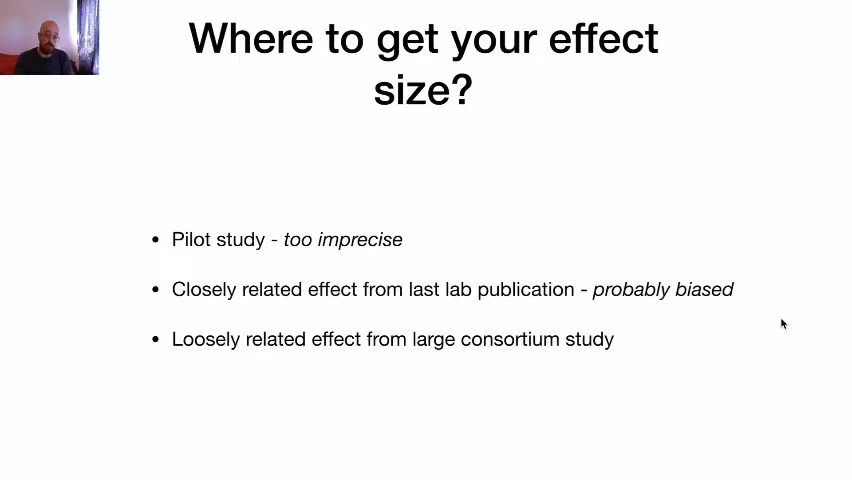 Where to get your effect
size?
• Pilot study - too imprecise
• Closely related effect from last lab publication - probably biased
• Loosely related effect from large consortium study